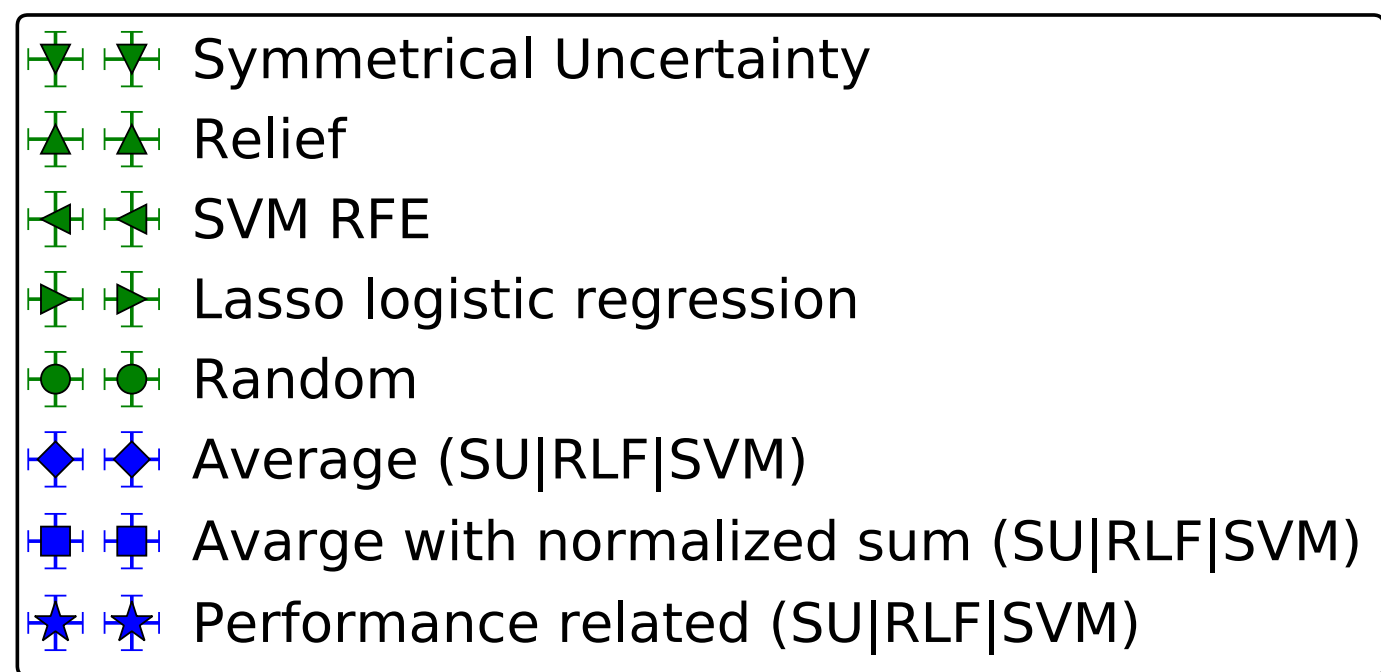 Symmetrical Uncertainty
Relief
SVM RFE
Lasso logistic regression
Random
Average (SU|RLF|SVM)
Avarge with normalized sum (SU|RLF|SVM)
Performance related (SU|RLF|SVM)